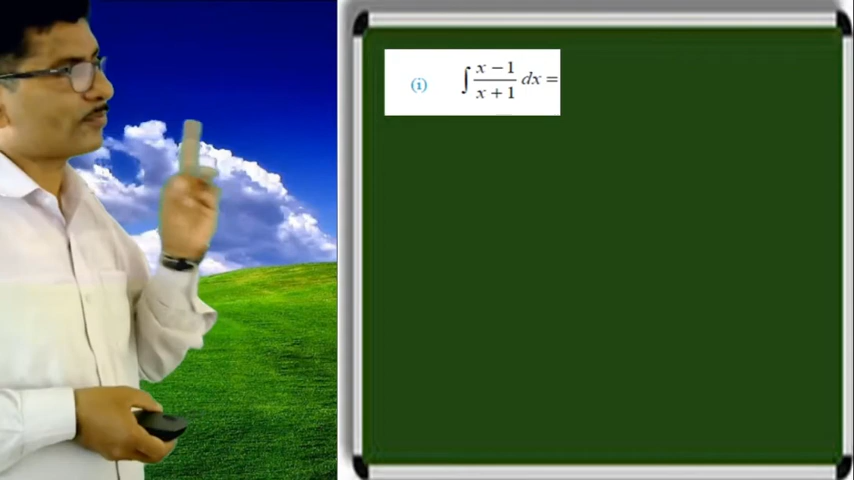 (i) ∫ x − 1 / x + 1 dx =